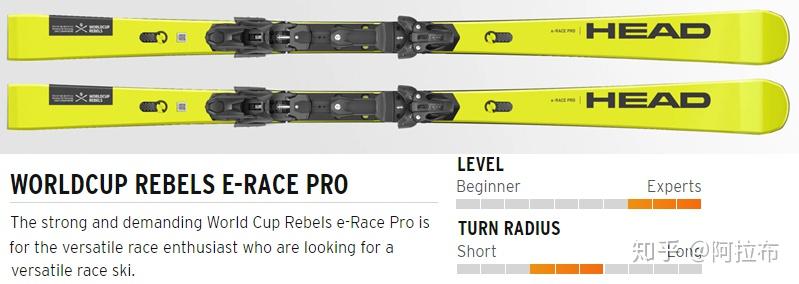 WORLDCUP
REBELS
e-RACE PRO
HEAD
WORLDCUP
REBELS
e-RACE PRO
HEAD
WORLDCUP REBELS E-RACE PRO
The strong and demanding World Cup Rebels e-Race Pro is
for the versatile race enthusiast who are looking for a
versatile race ski.
LEVEL
Beginner Experts
TURN RADIUS
Short Long
知乎 @阿拉布